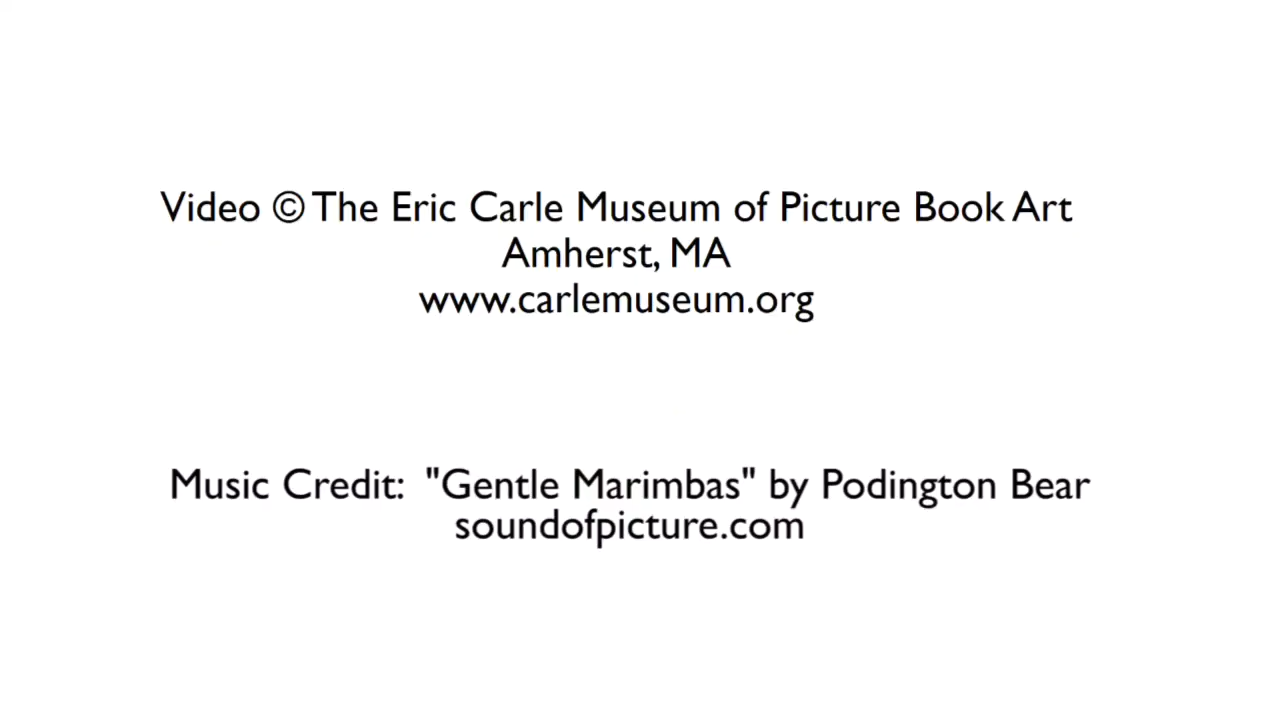 Video © The Eric Carle Museum of Picture Book Art
Amherst, MA
www.carlemuseum.org
Music Credit:  "Gentle Marimbas" by Podington Bear
soundofpicture.com